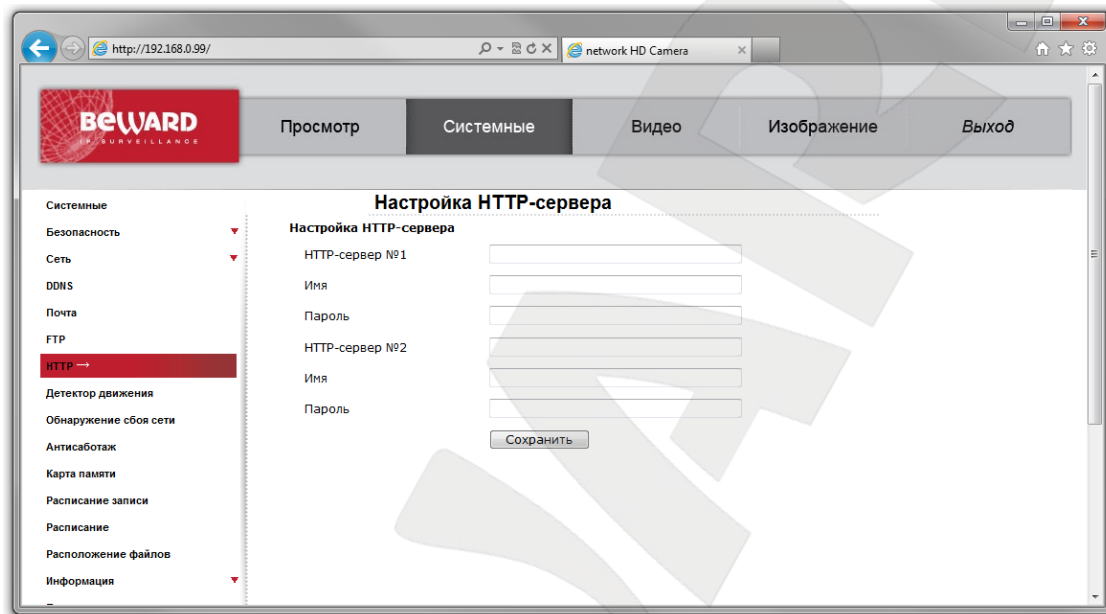 http://192.168.0.99/
network HD Camera
BEWARD
IP SURVEILLANCE
Просмотр
Системные
Видео
Изображение
Выход
Системные
Безопасность
Сеть
DDNS
Почта
FTP
HTTP →
Детектор движения
Обнаружение сбоя сети
Антисаботаж
Карта памяти
Расписание записи
Расписание
Расположение файлов
Информация
Настройка HTTP-сервера
Настройка HTTP-сервера
HTTP-сервер №1
Имя
Пароль
HTTP-сервер №2
Имя
Пароль
Сохранить